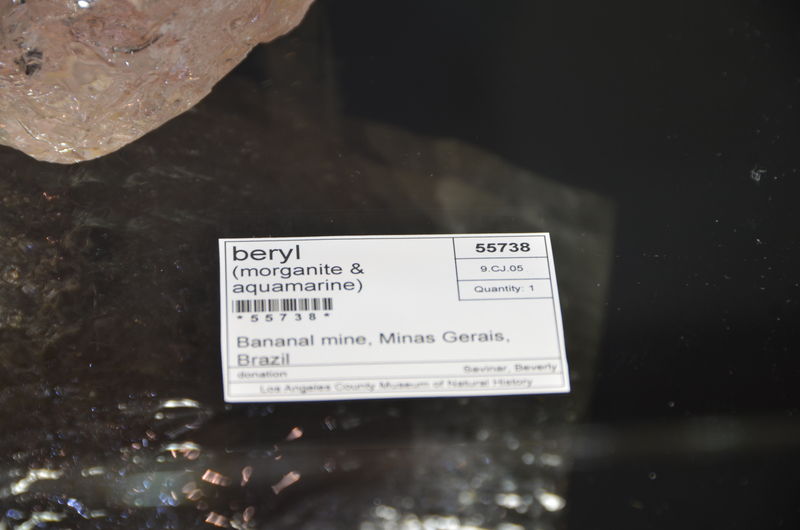 beryl
(morganite &
aquamarine)
*55738*
55738
9.CJ.05
Quantity: 1
Bananal mine, Minas Gerais,
Brazil
donation
Beverly
Los Angeles County Museum of Natural History